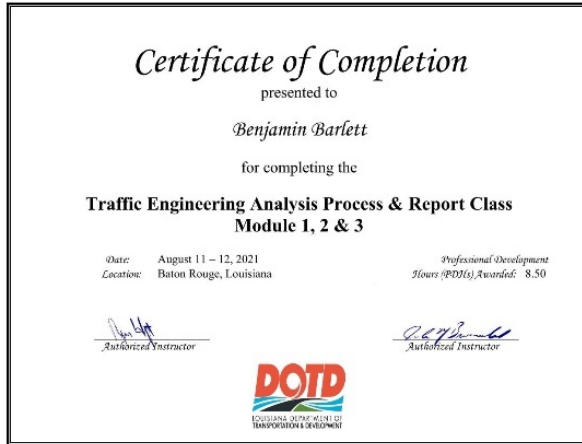 Certificate of Completion
presented to
Benjamin Barlett
for completing the
Traffic Engineering Analysis Process & Report Class
Module 1, 2 & 3
Date: August 11 – 12, 2021
Location: Baton Rouge, Louisiana
Professional Development
Hours (PDHs) Awarded: 8.50
Authorized Instructor
Authorized Instructor
DOTD
LOUISIANA DEPARTMENT OF
TRANSPORTATION & DEVELOPMENT